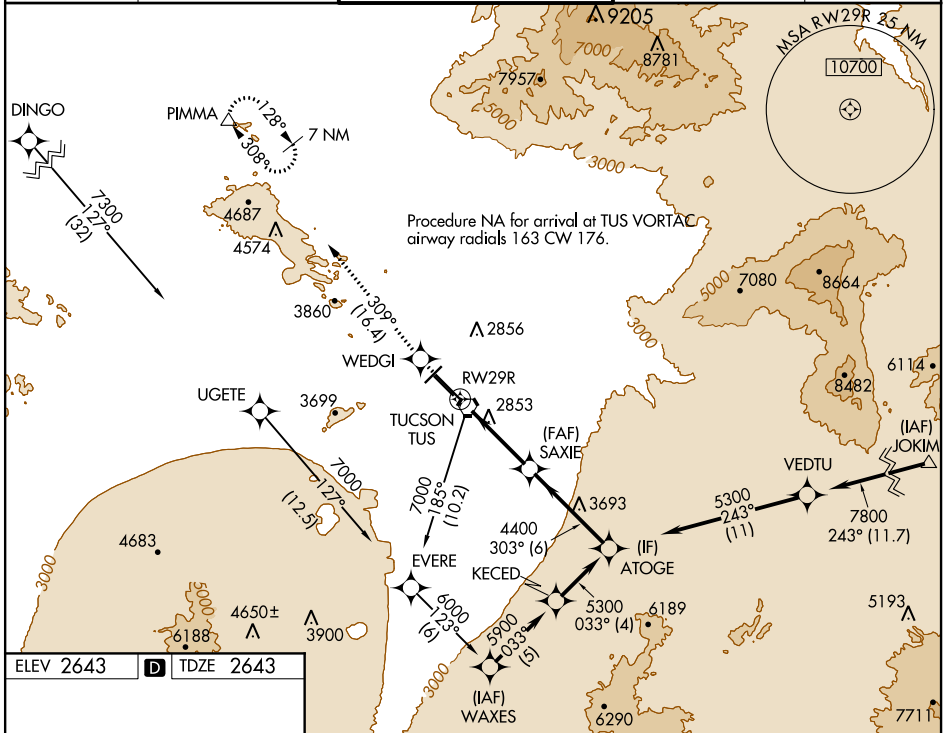 9205
7000
8781
7957
5000
3000
MSA RW29R 25 NM
10700
DINGO
PIMMA
128°
7 NM
308°
7300
127°
(32)
4687
4574
Procedure NA for arrival at TUS VORTAC
airway radials 163 CW 176.
5000
7080
8664
3860
309°
(16.4)
3000
2856
WEDGI
6114
8482
RW29R
UGETE
3699
TUCSON
TUS
2853
(FAF)
SAXIE
(IAF)
JOKIM
VEDTU
7000
127°
(12.5)
7000
185°
(10.2)
3693
5300
243°
(11)
7800
243° (11.7)
4400
303° (6)
(IF)
ATOGE
4683
EVERE
KECED
3000
5000
6000
123°
(6)
5300
033° (4)
6189
5193
4650±
3900
6188
5900
033°
(5)
3000
ELEV 2643
D
TDZE 2643
(IAF)
WAXES
6290
7711